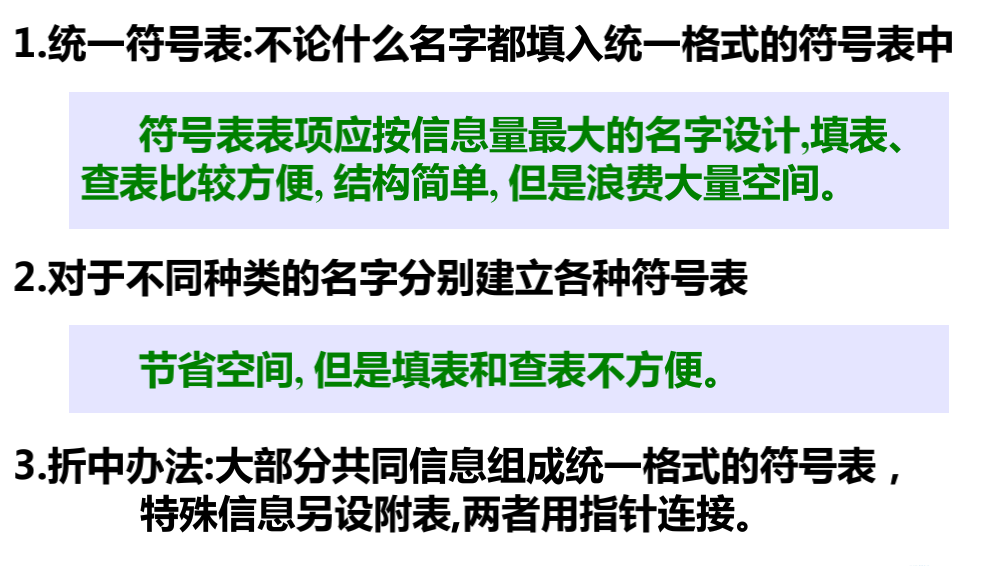 1.统一符号表:不论什么名字都填入统一格式的符号表中
符号表表项应按信息量最大的名字设计,填表、
查表比较方便, 结构简单, 但是浪费大量空间。
2.对于不同种类的名字分别建立各种符号表
节省空间, 但是填表和查表不方便。
3.折中办法:大部分共同信息组成统一格式的符号表，
特殊信息另设附表,两者用指针连接。